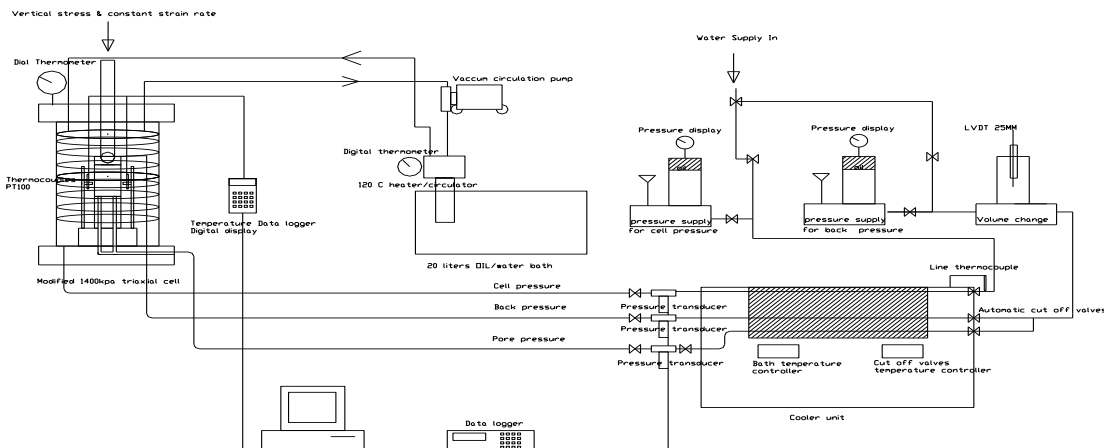 Vertical stress & constant strain rate
Water Supply In
Dial Thermometer
Vaccum circulation pump
Pressure display
Pressure display
LVDT 25MM
Digital thermometer
Thermocouples
PT100
120 C heater/circulator
OIL
OIL
Temperature Data logger
Digital display
pressure supply
for cell pressure
pressure supply
for back pressure
Volume change
20 liters OIL/water bath
Line thermocouple
Modified 1400kpa triaxial cell
Cell pressure
Back pressure
Pressure transducer
Automatic cut off valves
Pressure transducer
Pore pressure
Pressure transducer
Bath temperature
controller
Cut off valves
temperature controller
Cooler unit
Data logger